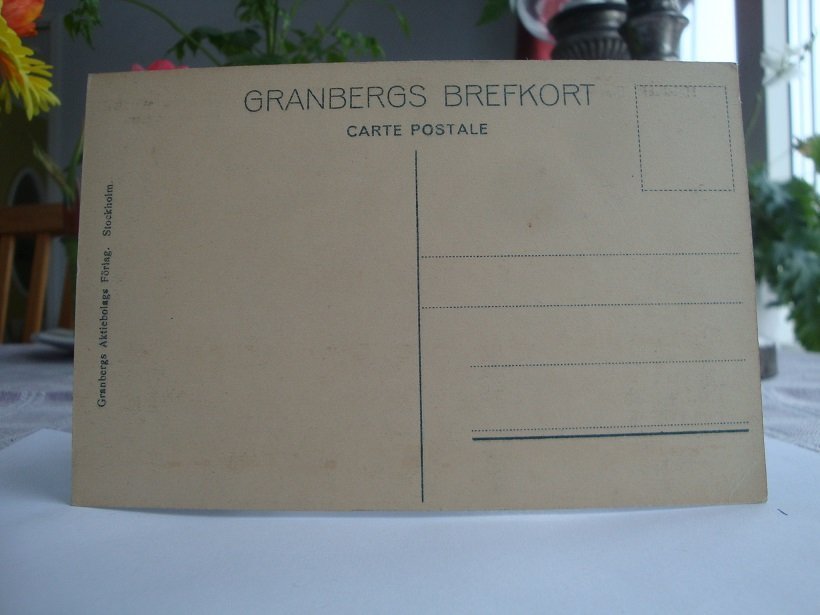 GRANBERGS BREFKORT
CARTE POSTALE
Granbergs Aktiebolags Förlag. Stockholm.